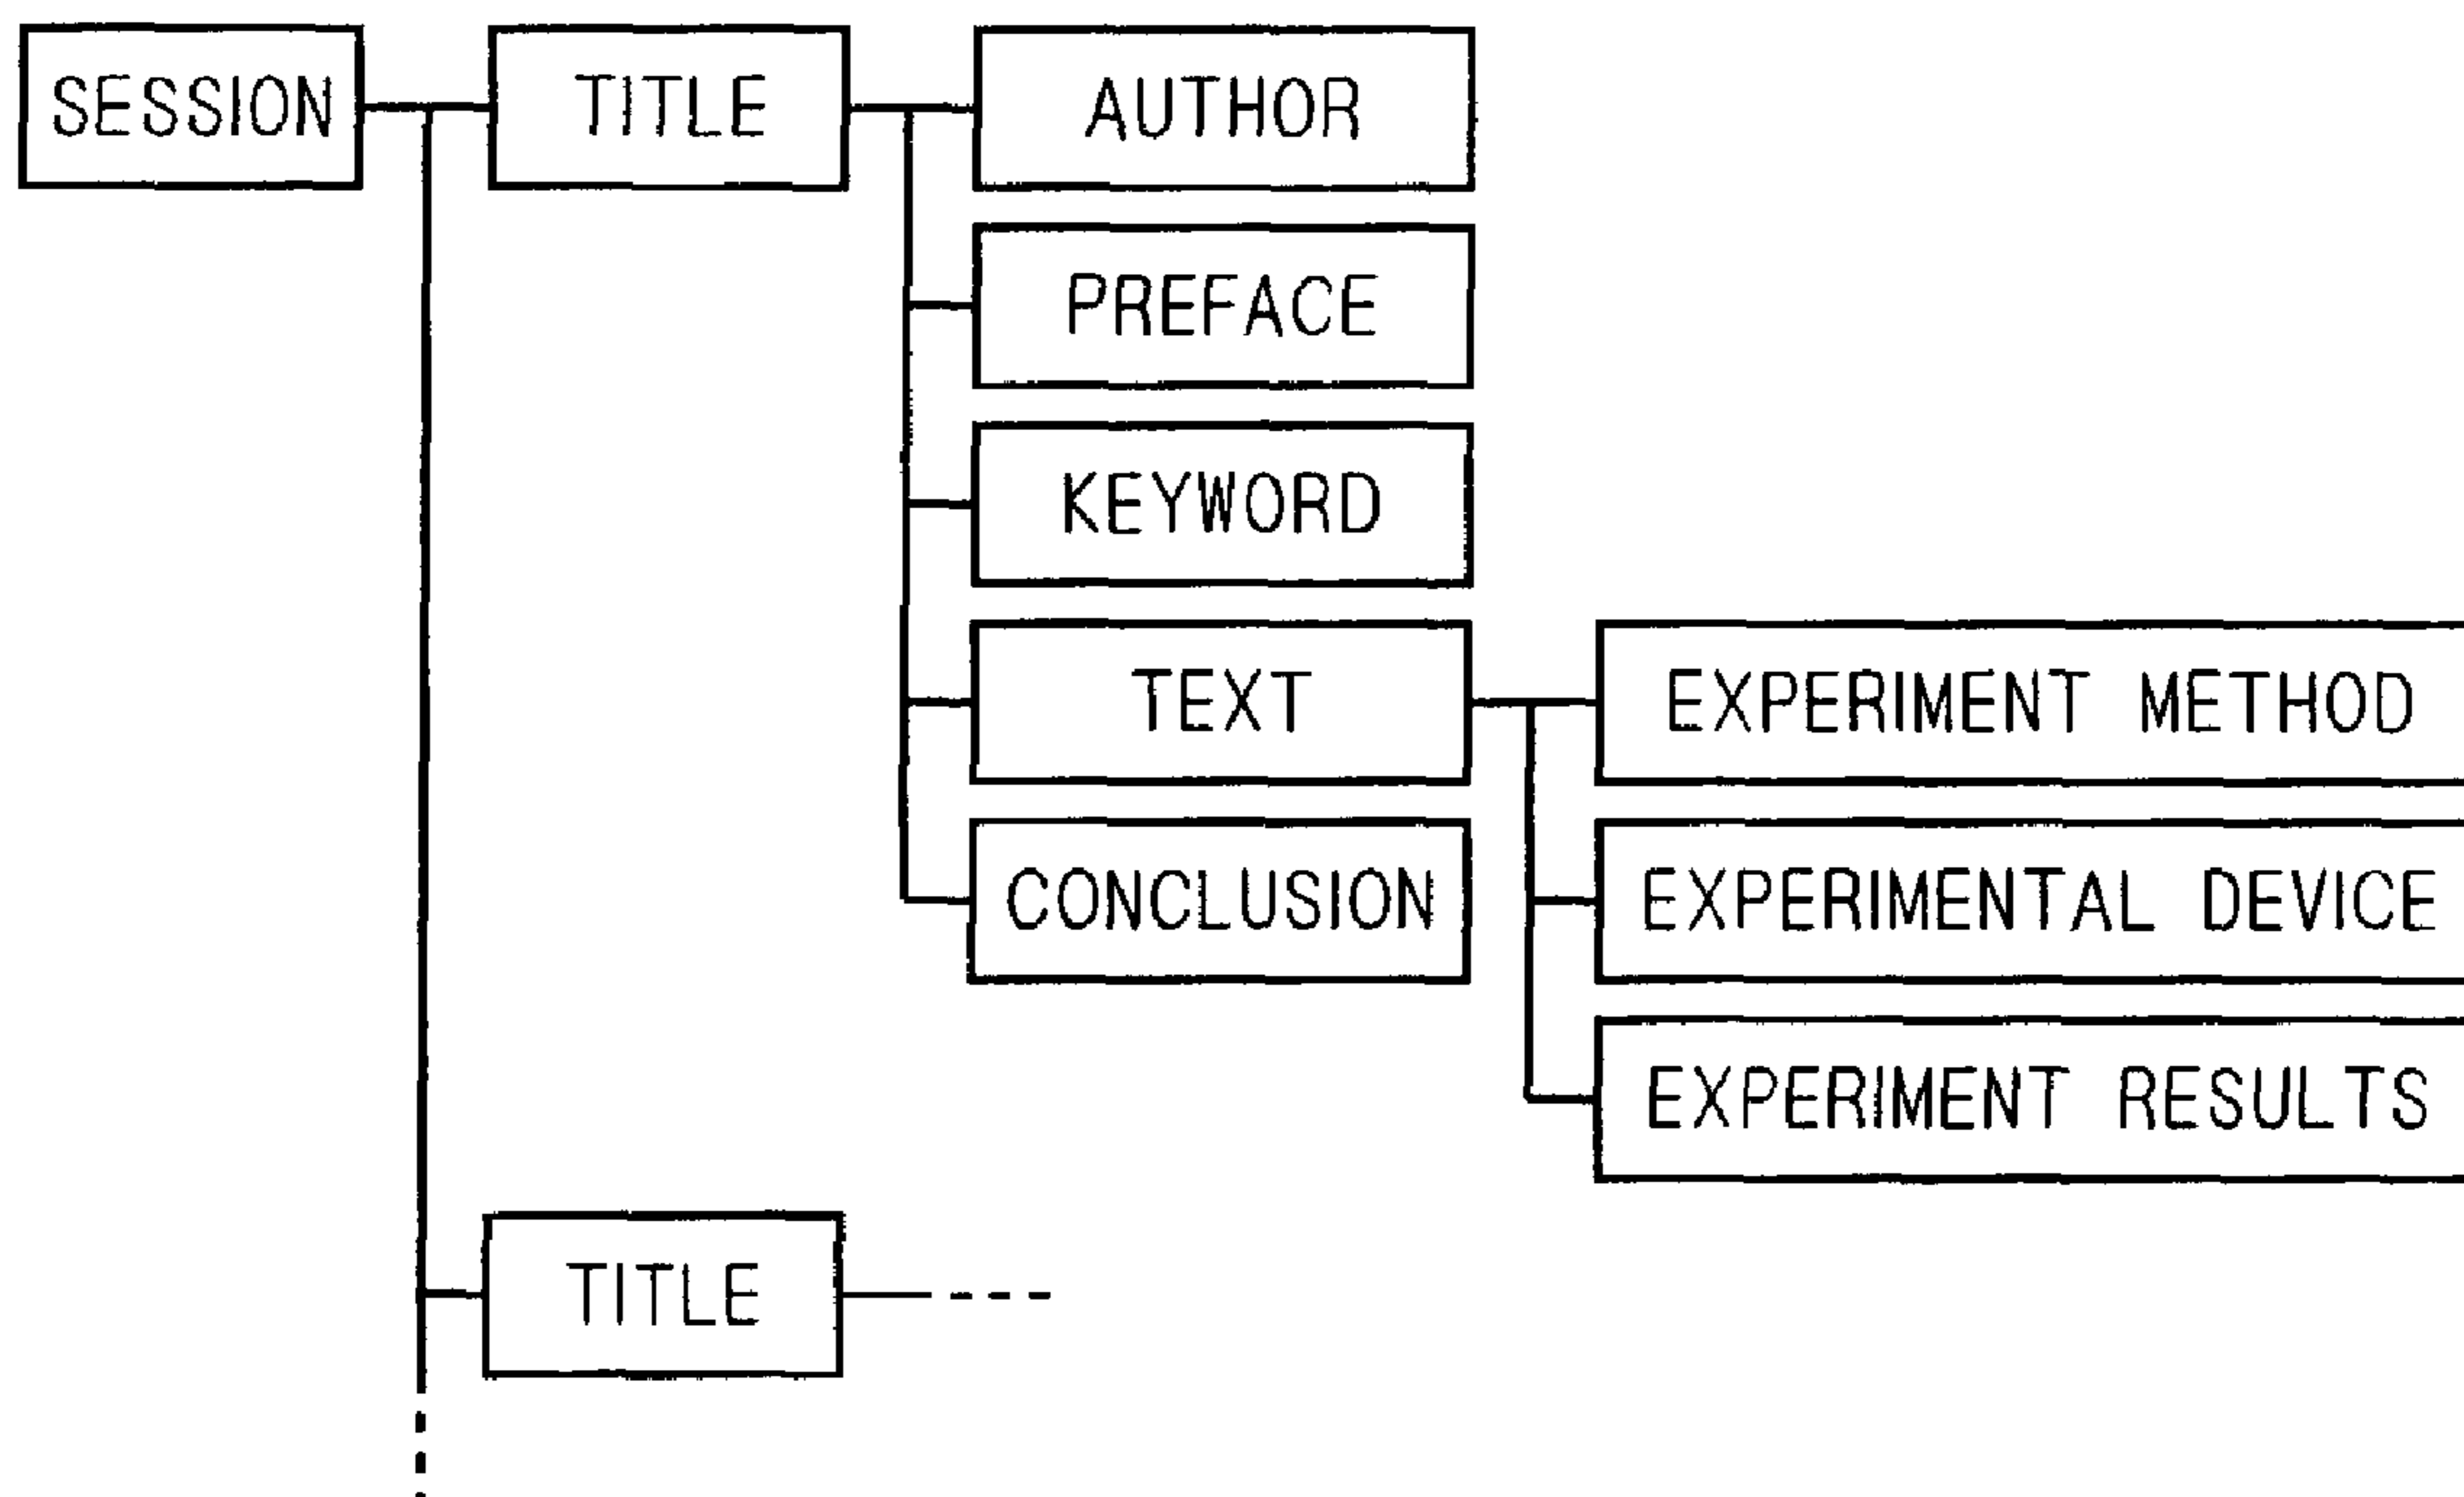 SESSION
TITLE
AUTHOR
PREFACE
KEYWORD
TEXT
EXPERIMENT METHOD
CONCLUSION
EXPERIMENTAL DEVICE
EXPERIMENT RESULTS
TITLE